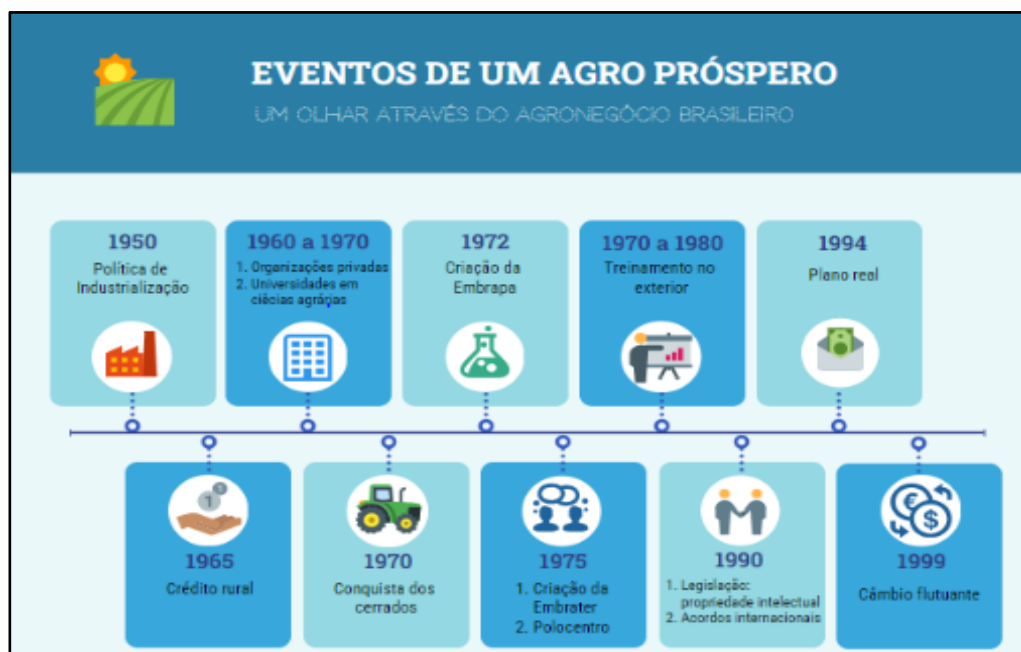 EVENTOS DE UM AGRO PRÓSPERO
UM OLHAR ATRAVÉS DO AGRONEGÓCIO BRASILEIRO
1950
Política de
Industrialização
1960 a 1970
1. Organizações privadas
2. Universidades em
ciêcias agrárias
1972
Criação da
Embrapa
1970 a 1980
Treinamento no
exterior
1994
Plano real
1965
Crédito rural
1970
Conquista dos
cerrados
1975
1. Criação da
Embrater
2. Polocentro
1990
1. Legislação:
propriedade intelectual
2. Acordos internacionais
1999
Câmbio flutuante